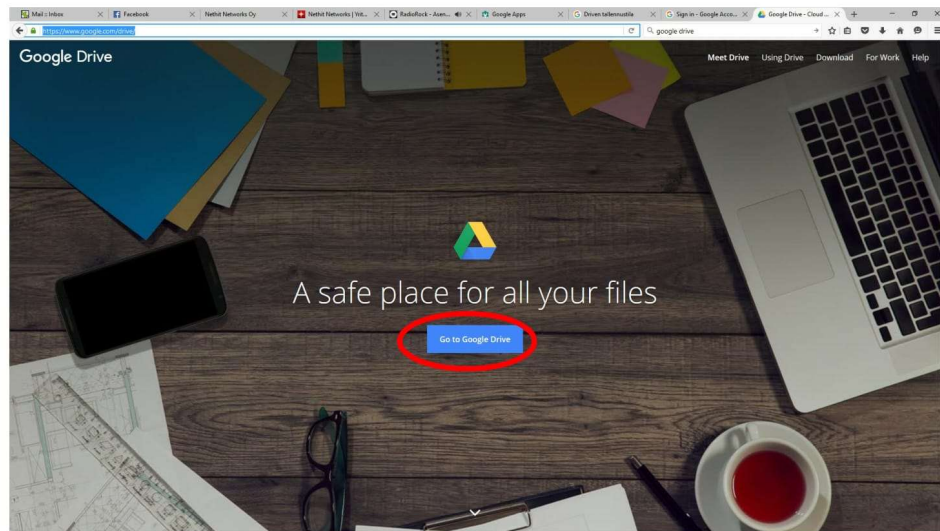 Mail :: Inbox
Facebook
Nethit Networks Oy
Nethit Networks | Yrit...
RadioRock - Asen...
Google Apps
Driven tallennustila
Sign in - Google Acco...
Google Drive - Cloud ...
https://www.google.com/drive/
google drive
Google Drive
Meet Drive Using Drive Download For Work Help
A safe place for all your files
Go to Google Drive